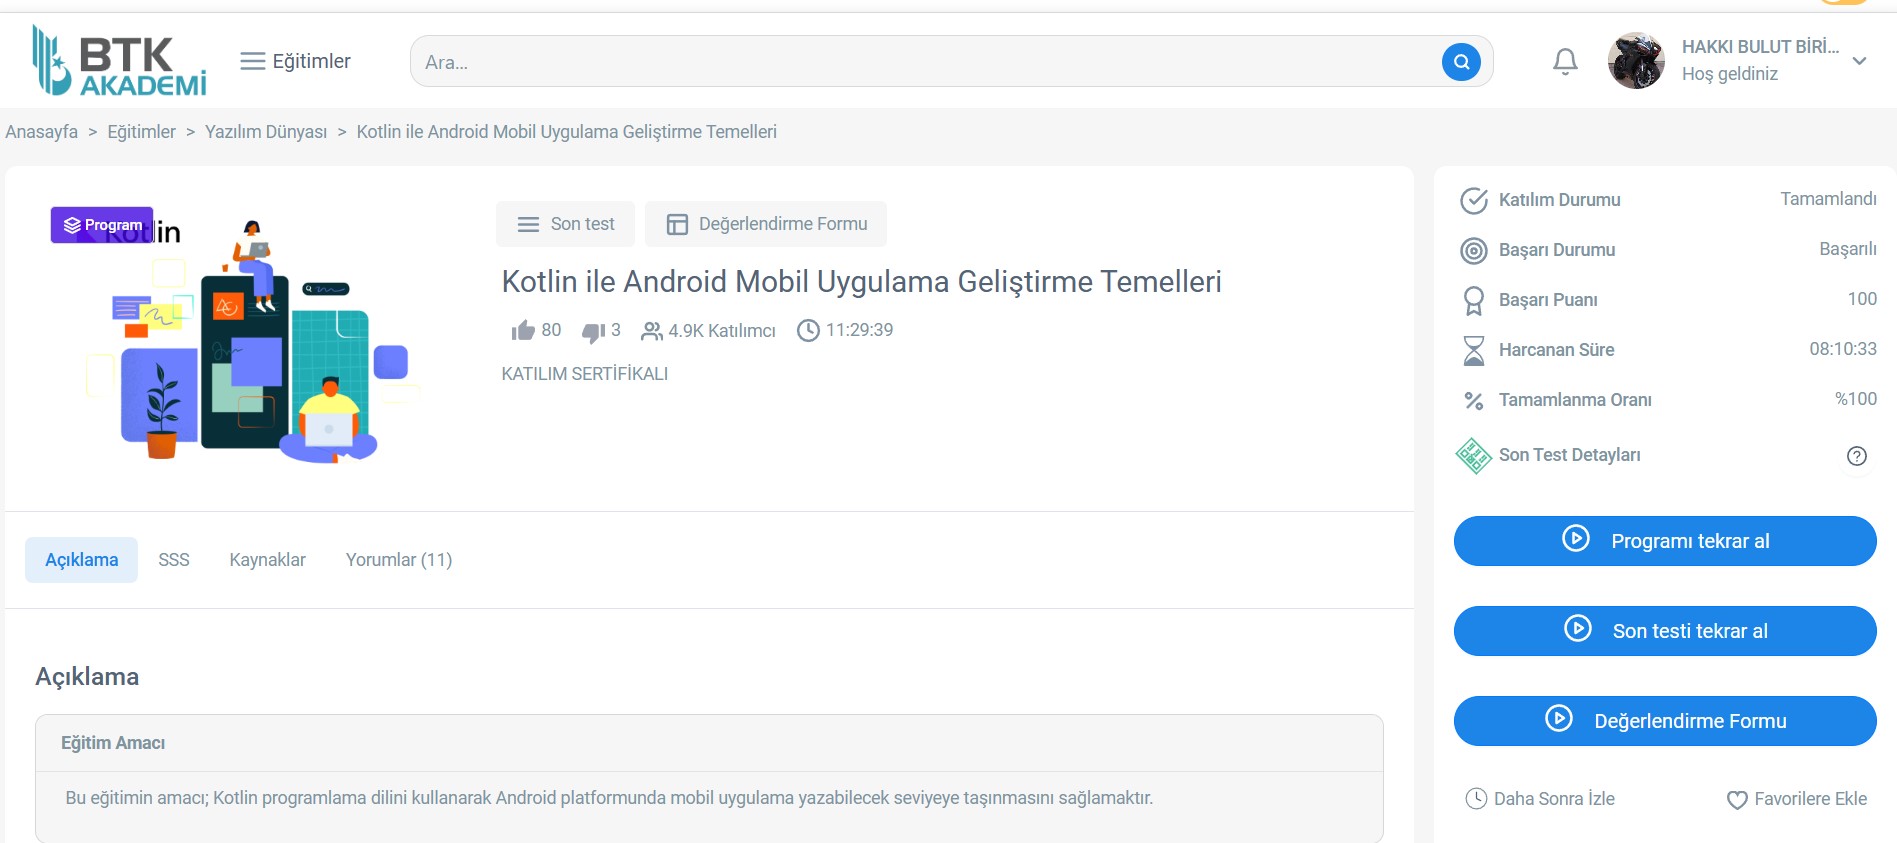 BTK
AKADEMİ
Eğitimler
Ara...
HAKKI BULUT BİRİ...
Hoş geldiniz
Anasayfa > Eğitimler > Yazılım Dünyası > Kotlin ile Android Mobil Uygulama Geliştirme Temelleri
Program
Kotlin
Son test
Değerlendirme Formu
Kotlin ile Android Mobil Uygulama Geliştirme Temelleri
80 3 4.9K Katılımcı 11:29:39
KATILIM SERTİFİKALI
Açıklama
SSS
Kaynaklar
Yorumlar (11)
Açıklama
Eğitim Amacı
Bu eğitimin amacı; Kotlin programlama dilini kullanarak Android platformunda mobil uygulama yazabilecek seviyeye taşınmasını sağlamaktır.
Katılım Durumu Tamamlandı
Başarı Durumu Başarılı
Başarı Puanı 100
Harcanan Süre 08:10:33
Tamamlanma Oranı %100
Son Test Detayları
Programı tekrar al
Son testi tekrar al
Değerlendirme Formu
Daha Sonra İzle
Favorilere Ekle